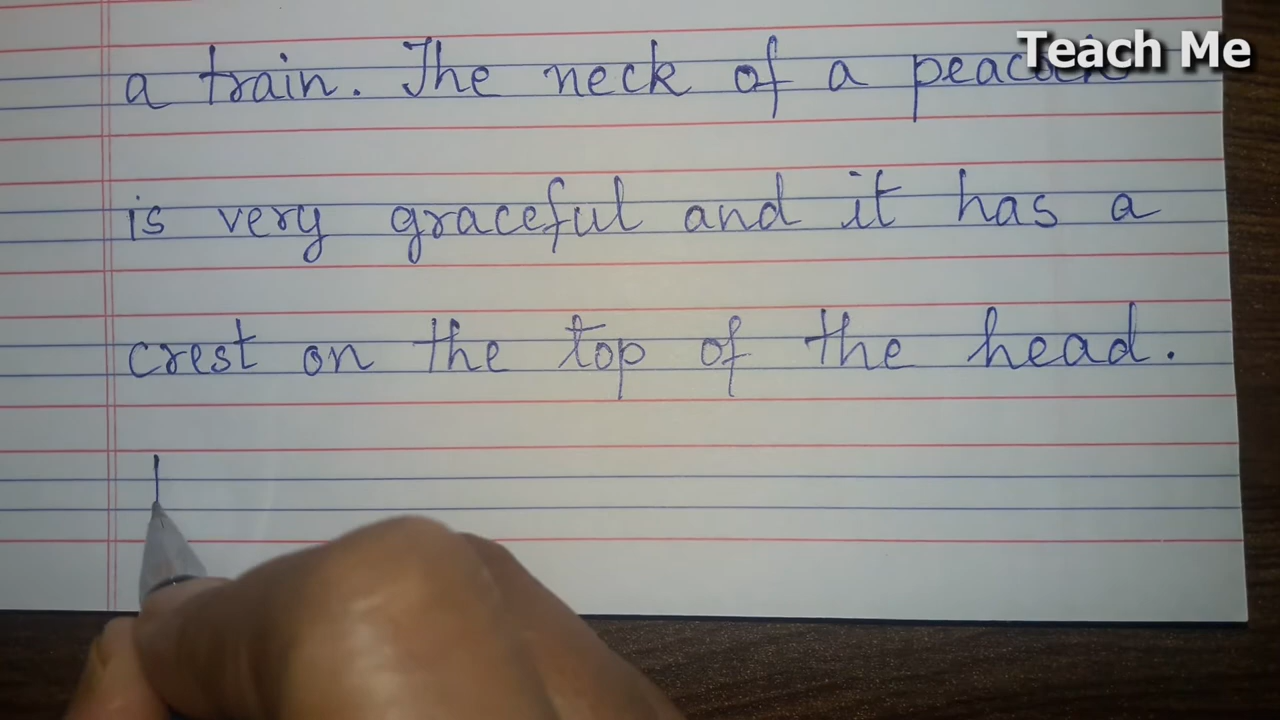 Teach Me
a train. The neck of a peacock
is very graceful and it has a
crest on the top of the head.